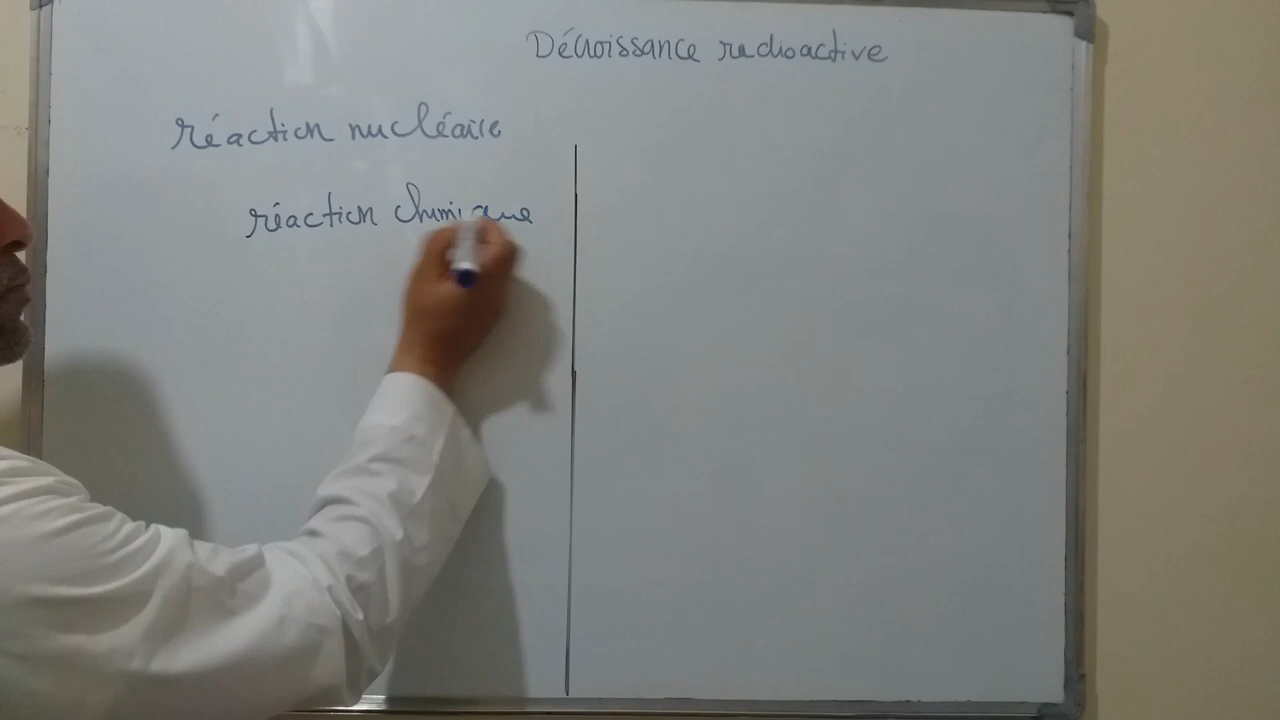 Décroissance radioactive
réaction nucléaire
réaction chimique